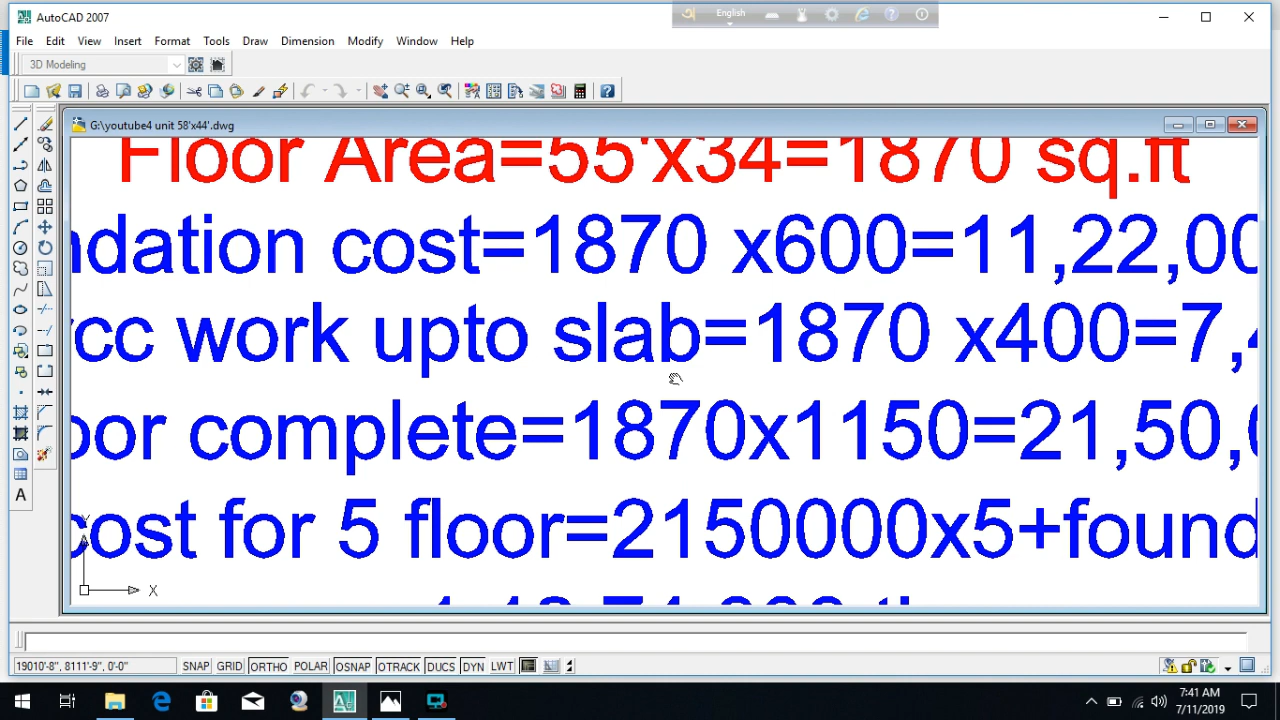 AutoCAD 2007
English
File Edit View Insert Format Tools Draw Dimension Modify Window Help
3D Modeling
G:\youtube4 unit 58'x44'.dwg
Floor Area=55'x34=1870 sq.ft
ndation cost=1870 x600=11,22,00
cc work upto slab=1870 x400=7,4
oor complete=1870x1150=21,50,0
cost for 5 floor=2150000x5+found
A
Y
X
19010'-8", 8111'-9", 0'-0" SNAP GRID ORTHO POLAR OSNAP OTRACK DUCS DYN LWT
7:41 AM
7/11/2019